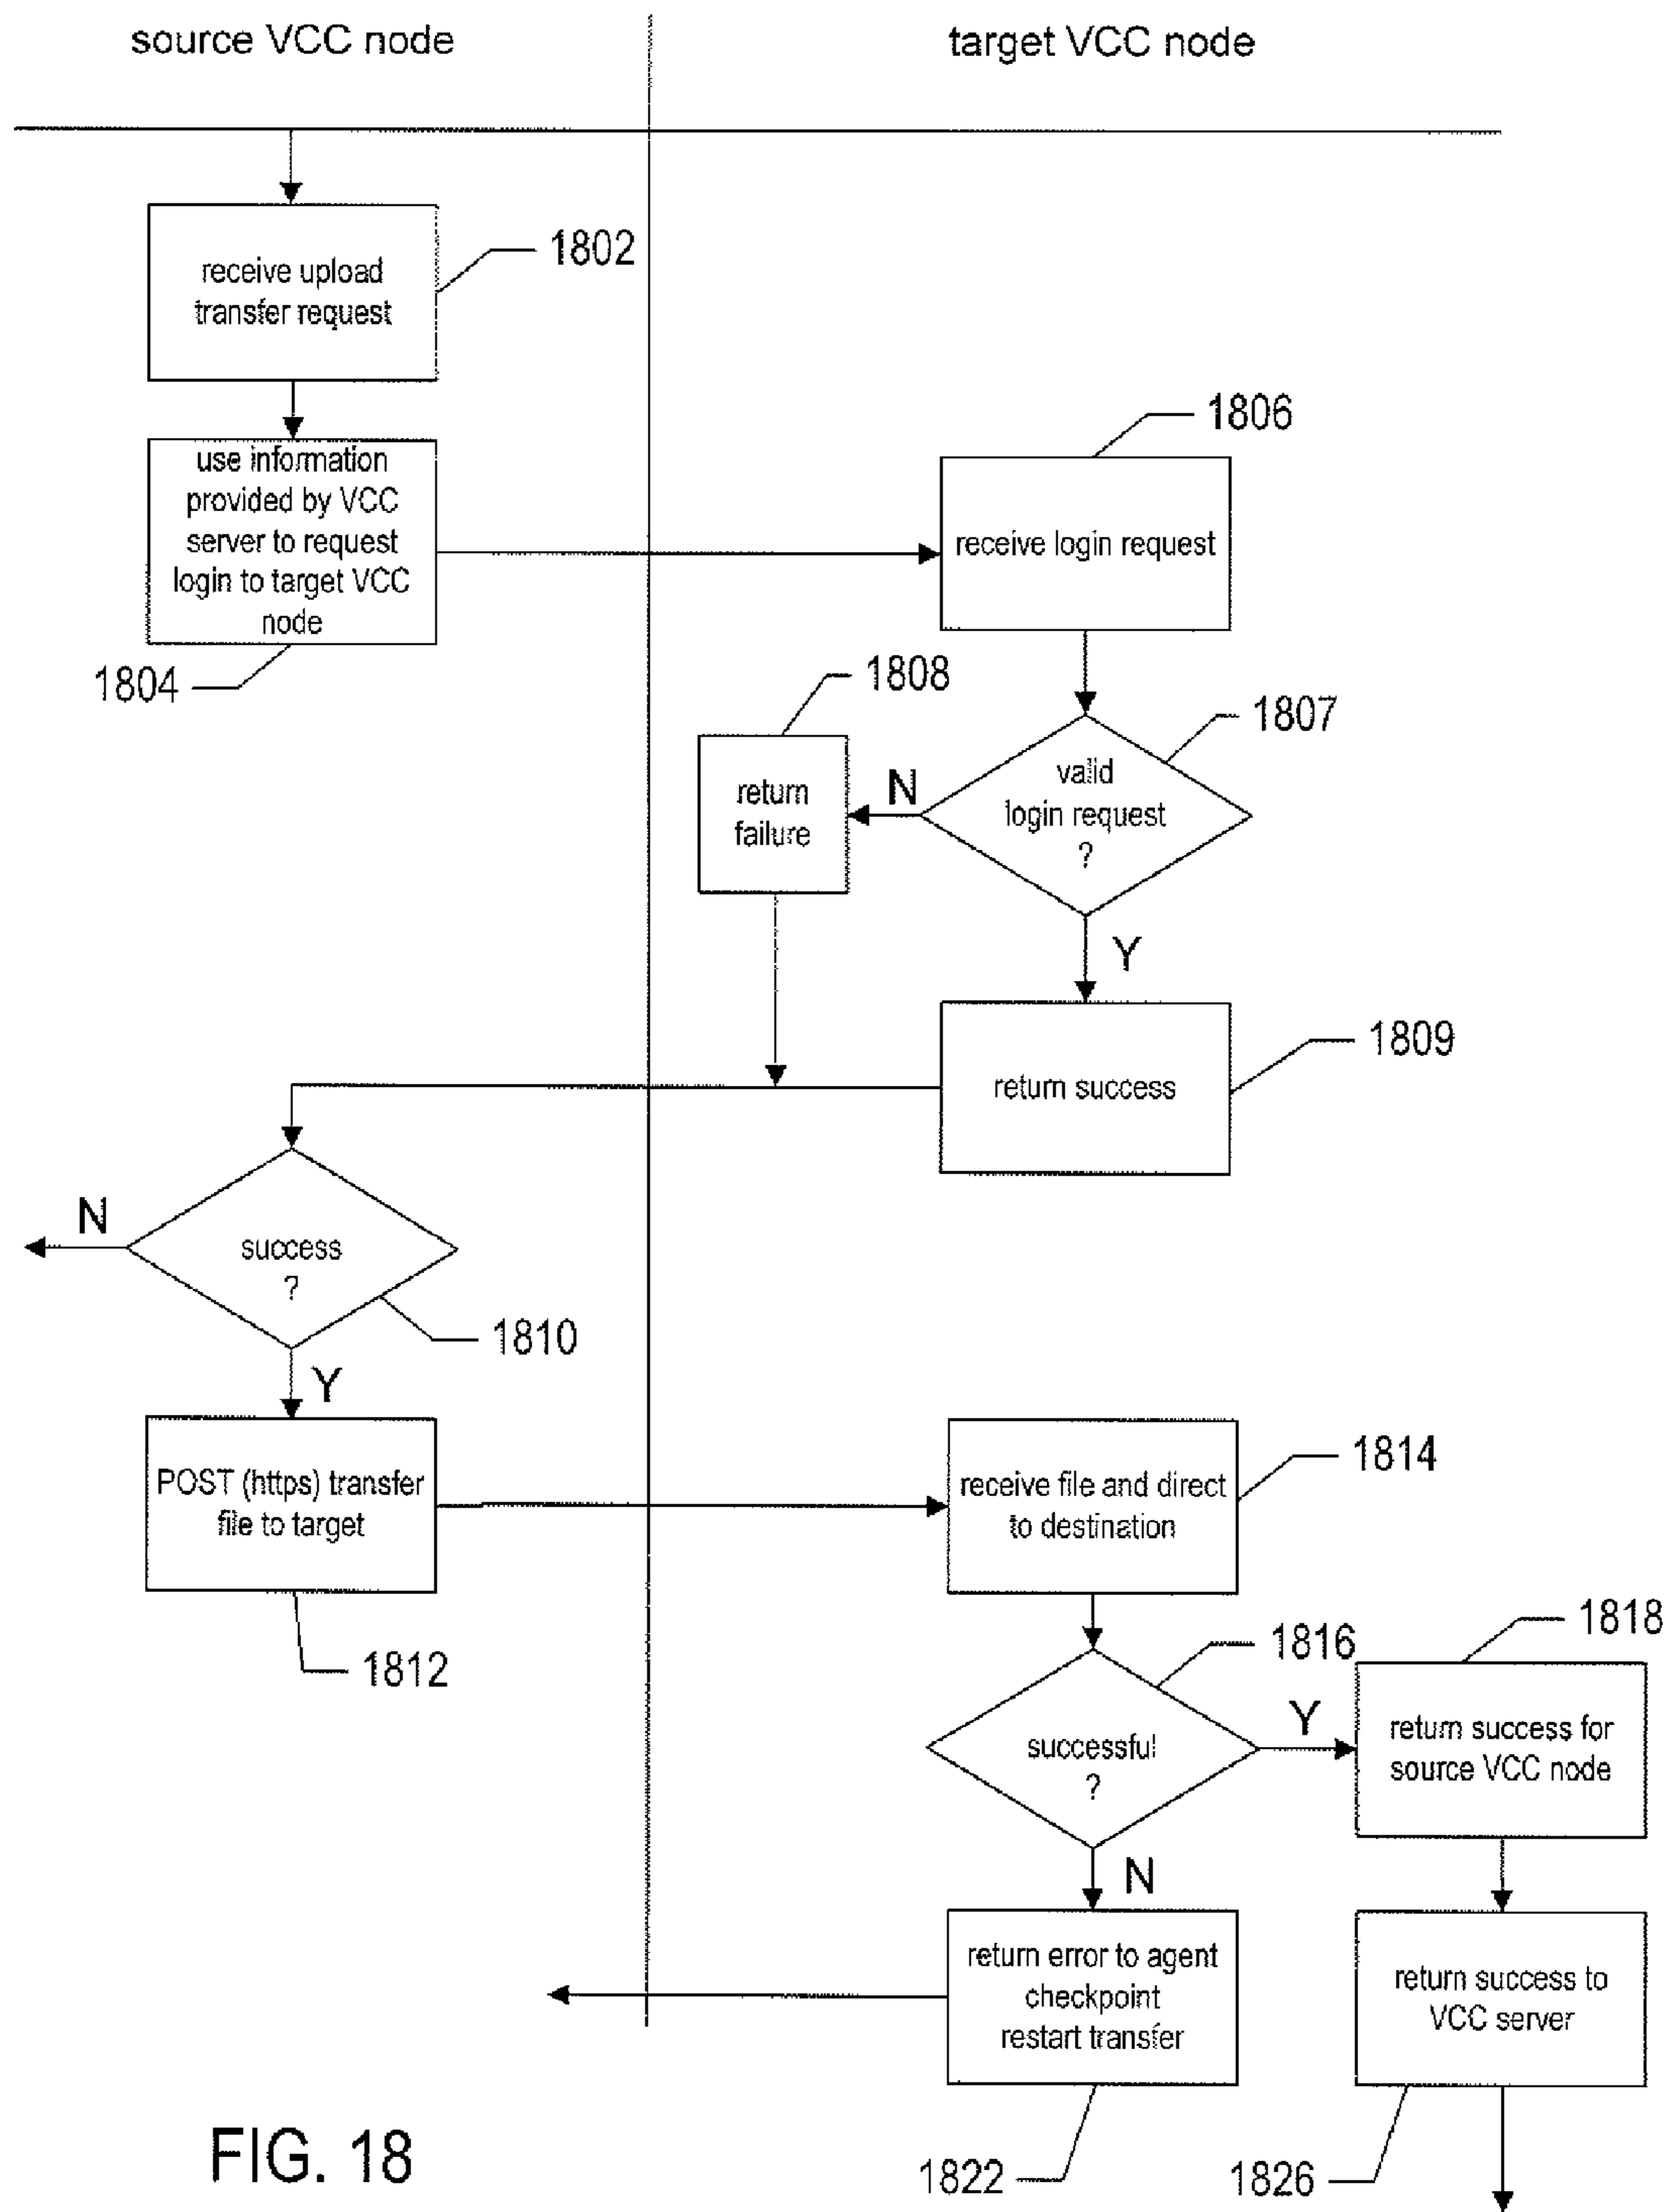 source VCC node
target VCC node
receive upload
transfer request
1802
use information
provided by VCC
server to request
login to target VCC
node
1804
1806
receive login request
1807
valid
login request
?
N
1808
return
failure
Y
1809
return success
success
?
N
1810
Y
POST (https) transfer
file to target
1812
1814
receive file and direct
to destination
1816
successful
?
Y
1818
return success for
source VCC node
N
return error to agent
checkpoint
restart transfer
1822
return success to
VCC server
1826
FIG. 18